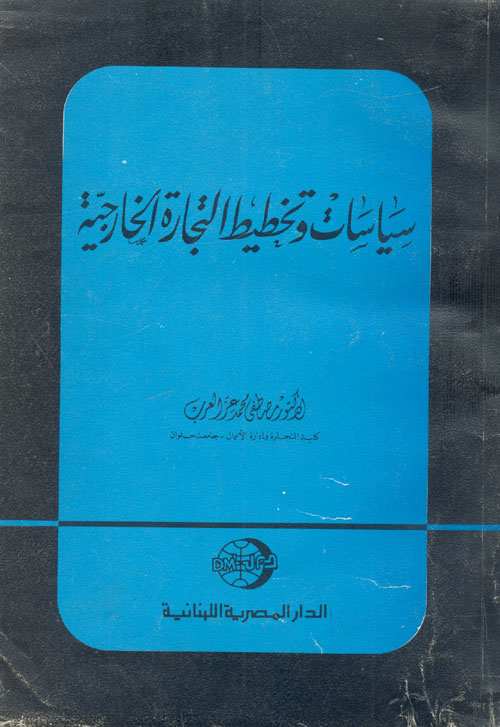 سياسات وتخطيط التجارة الخارجية
الدكتور مصطفى محمد عز العرب
كلية التجارة وإدارة الأعمال - جامعة حلوان
الدار المصرية اللبنانية